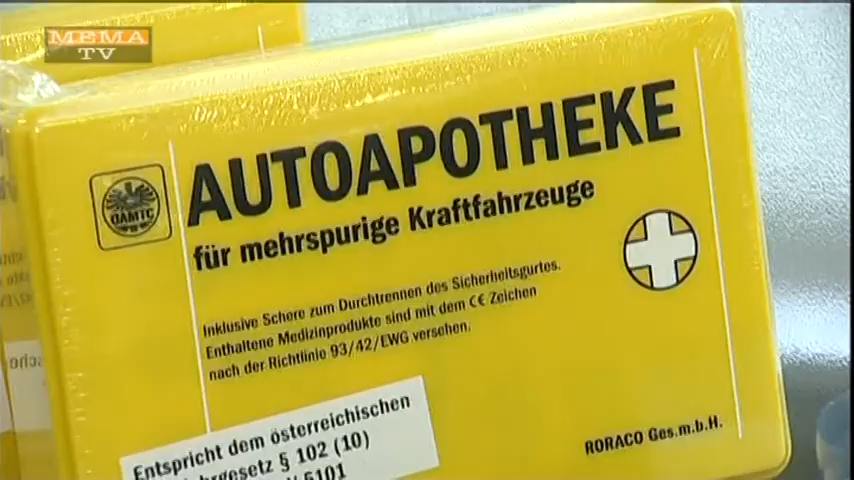 MEMA
TV
AUTOAPOTHEKE
für mehrspurige Kraftfahrzeuge
ÖAMTC
Inklusive Schere zum Durchtrennen des Sicherheitsgurtes.
Enthaltene Medizinprodukte sind mit dem CE Zeichen
nach der Richtlinie 93/42/EWG versehen.
Entspricht dem österreichischen
§ 102 (10)
5101
RORACO Ges.m.b.H.